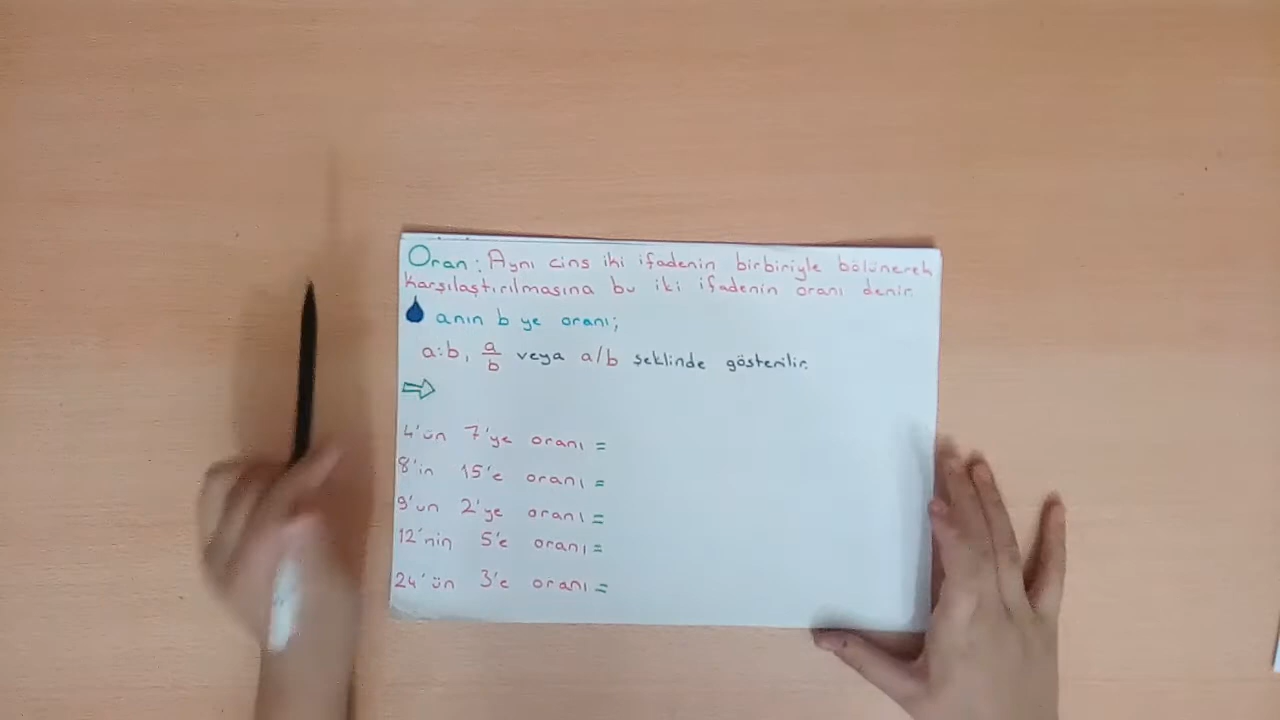 Oran: Aynı cins iki ifadenin birbiriyle bölünerek
karşılaştırılmasına bu iki ifadenin oranı denir.
anın b ye oranı;
a:b, a/b veya a/b şeklinde gösterilir.
4'ün 7'ye oranı =
8'in 15'e oranı =
9'un 2'ye oranı =
12'nin 5'e oranı =
24'ün 3'e oranı =